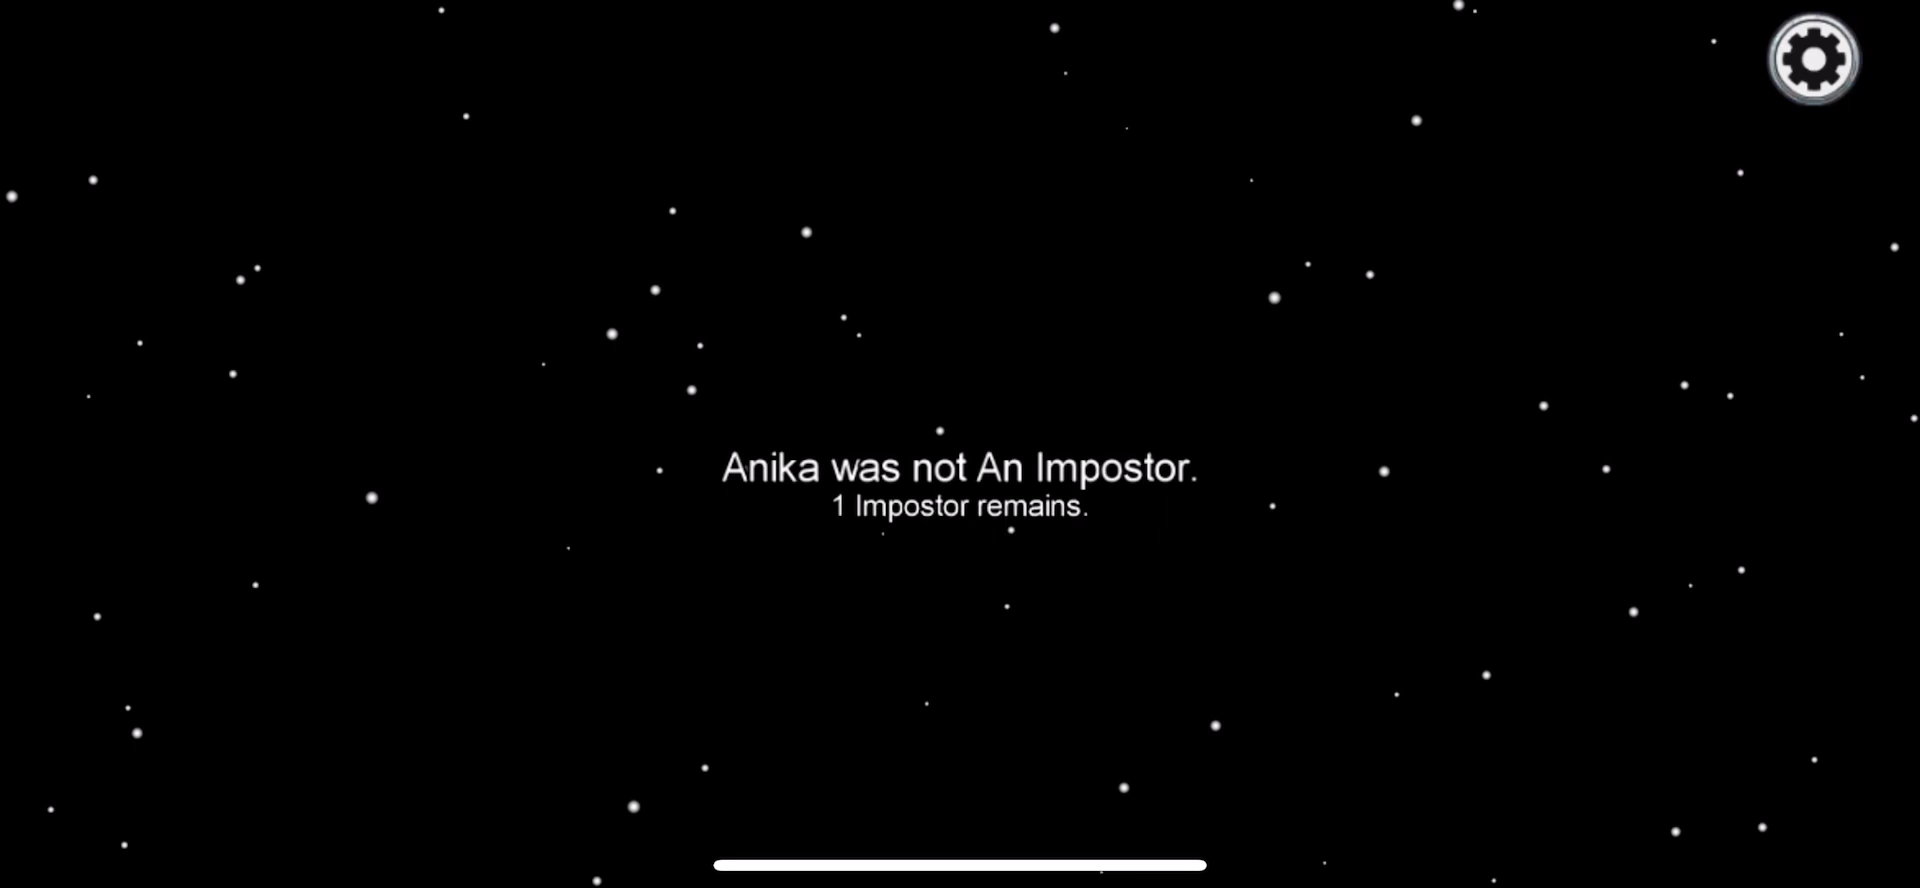 Anika was not An Impostor.
1 Impostor remains.